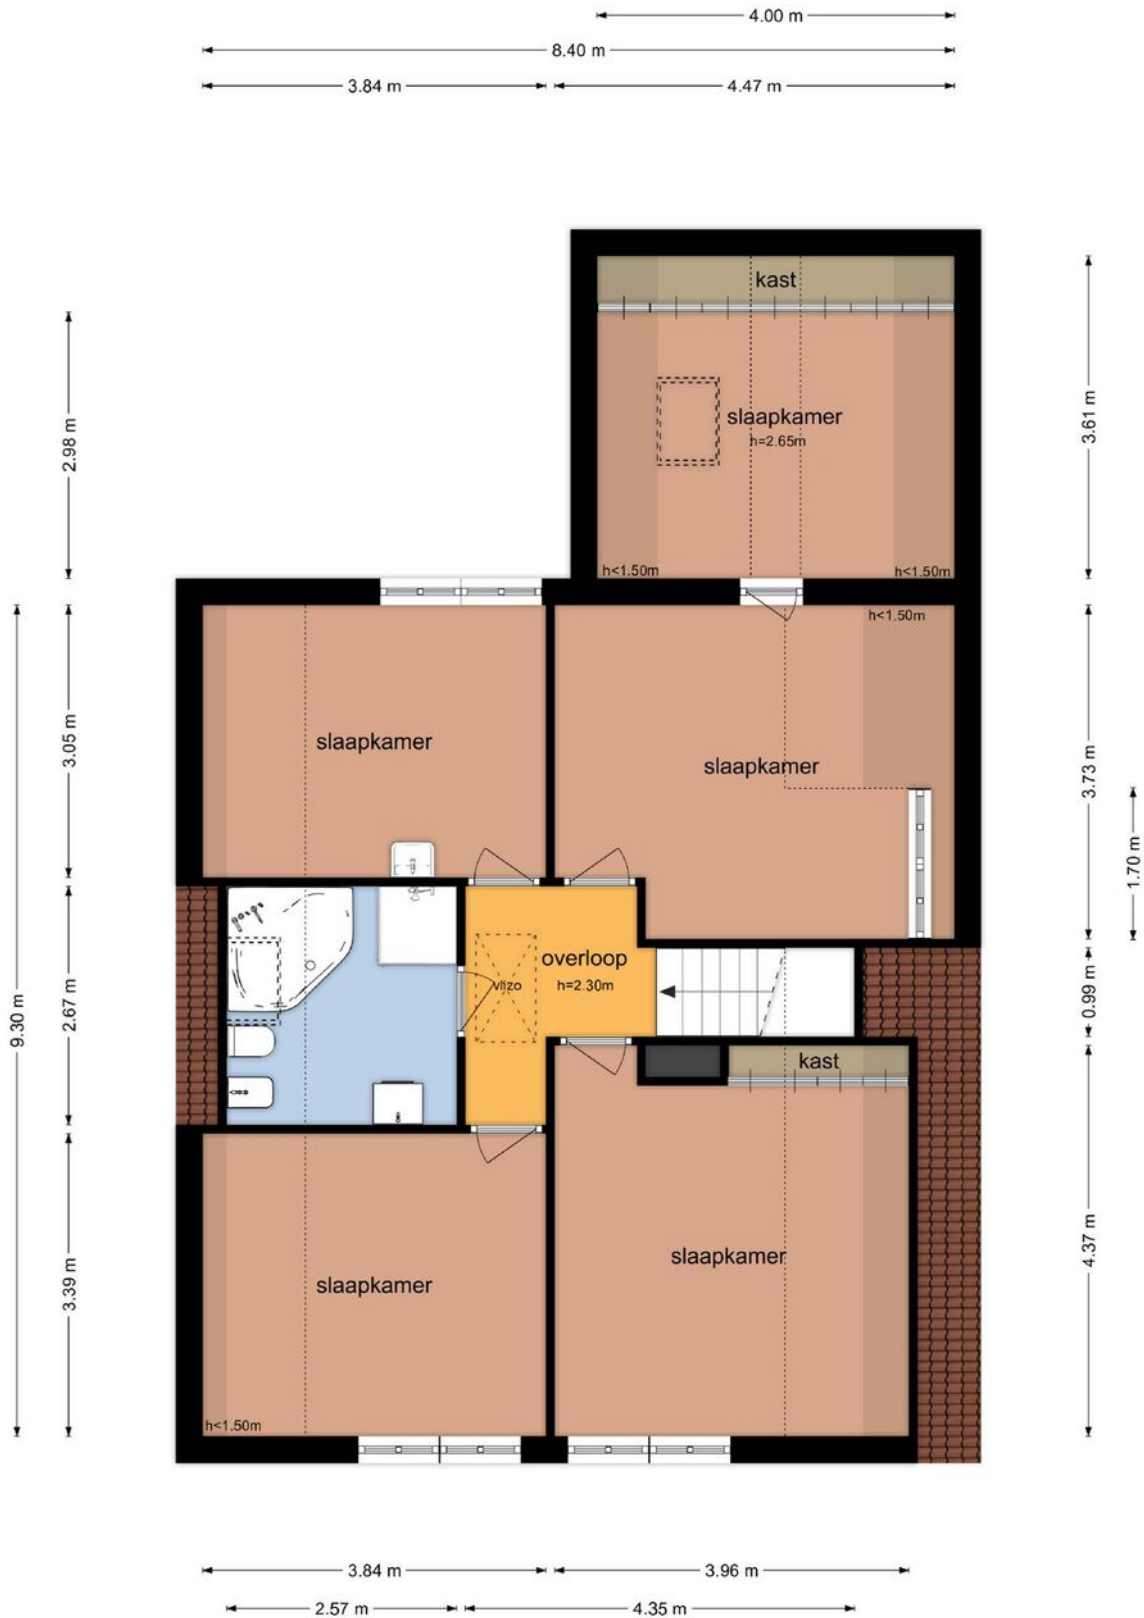 4.00 m
8.40 m
3.84 m
4.47 m
kast
slaapkamer
h=2.65m
h<1.50m
h<1.50m
2.98 m
3.61 m
h<1.50m
slaapkamer
slaapkamer
3.05 m
3.73 m
1.70 m
overloop
vlizo
h=2.30m
9.30 m
2.67 m
0.99 m
kast
slaapkamer
slaapkamer
h<1.50m
3.39 m
4.37 m
3.84 m
3.96 m
2.57 m
4.35 m